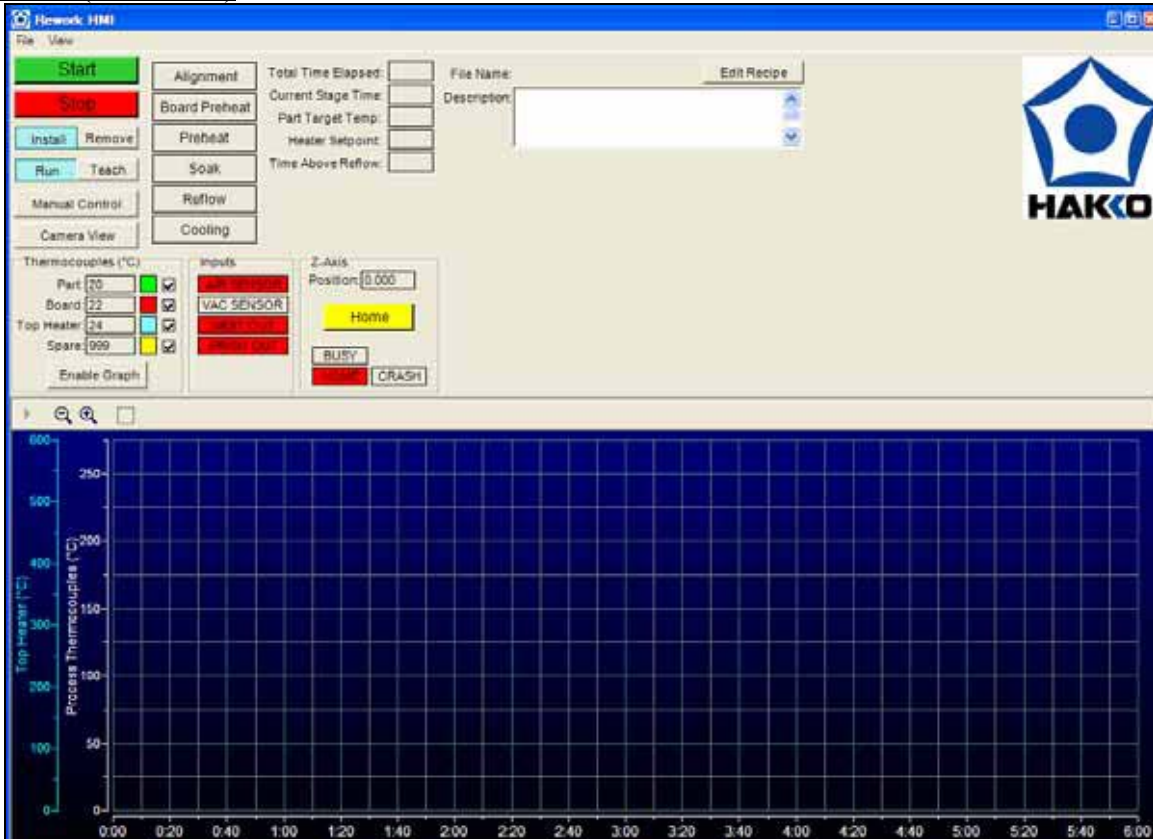 Rework HMI
File View
Start
Stop
Install Remove
Run Teach
Manual Control
Camera View
Alignment
Board Preheat
Preheat
Soak
Reflow
Cooling
Total Time Elapsed:
Current Stage Time:
Part Target Temp:
Heater Setpoint:
Time Above Reflow:
File Name:
Edit Recipe
Description:
HAKKO
Thermocouples (°C)
Part: 20
Board: 22
Top Heater: 24
Spare: 999
Enable Graph
Inputs
AIR SENSOR
VAC SENSOR
Z-Axis
Position: 0.000
Home
BUSY
HOME CRASH
Top Heater (°C)
600
500
400
300
200
100
0
Process Thermocouples (°C)
250
200
150
100
50
0
0:00 0:20 0:40 1:00 1:20 1:40 2:00 2:20 2:40 3:00 3:20 3:40 4:00 4:20 4:40 5:00 5:20 5:40 6:00